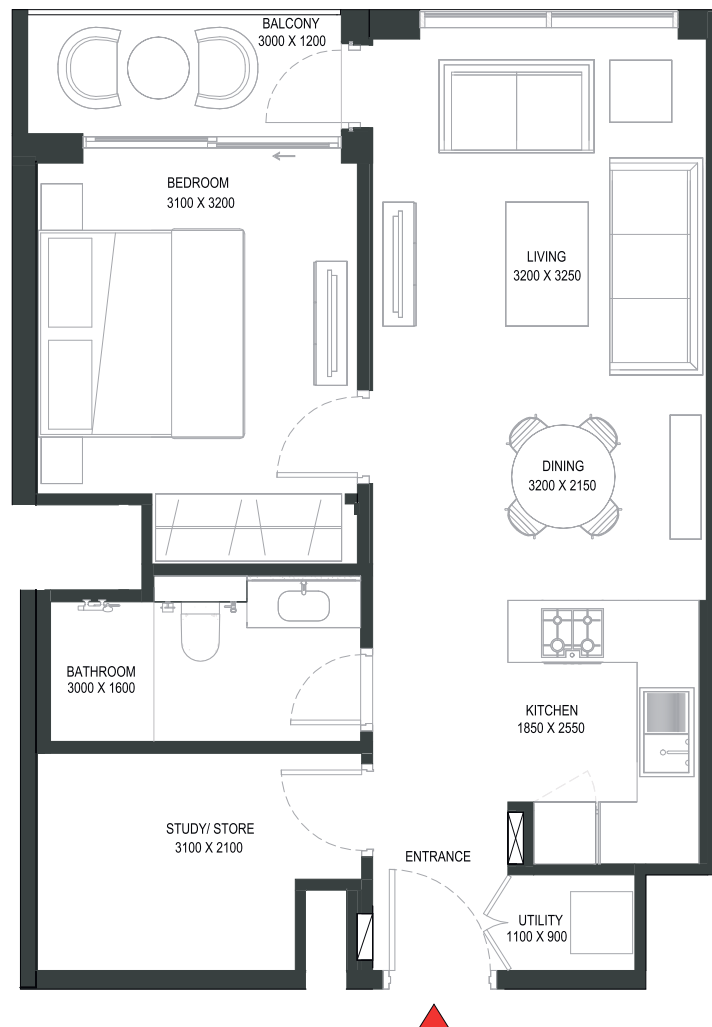 BALCONY
3000 X 1200
BEDROOM
3100 X 3200
LIVING
3200 X 3250
DINING
3200 X 2150
BATHROOM
3000 X 1600
KITCHEN
1850 X 2550
STUDY/ STORE
3100 X 2100
ENTRANCE
UTILITY
1100 X 900